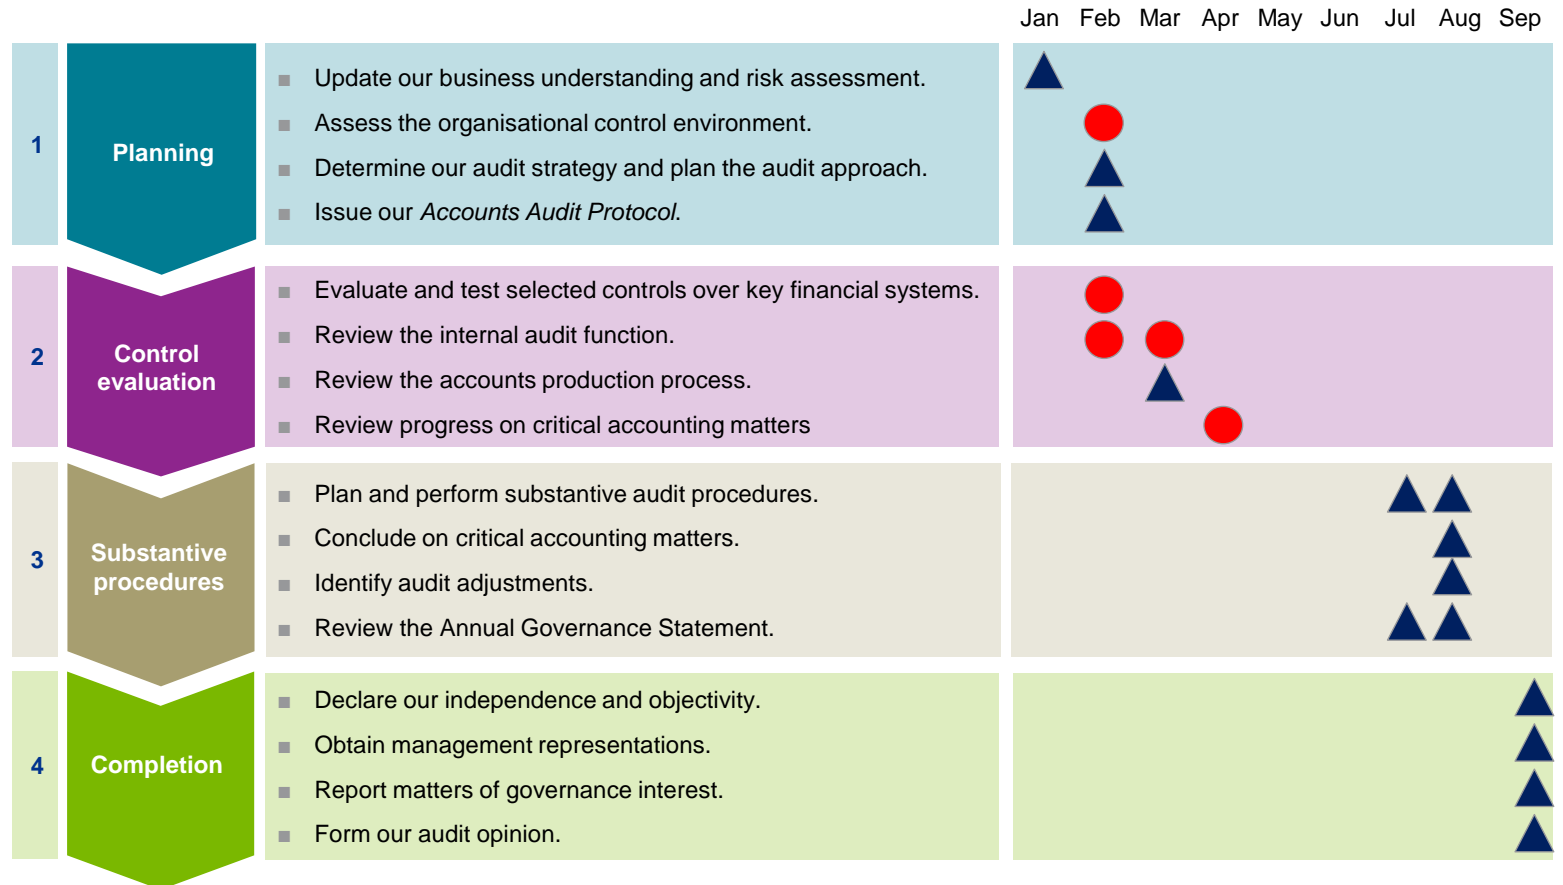 Jan Feb Mar Apr May Jun Jul Aug Sep
1
Planning
■ Update our business understanding and risk assessment.
■ Assess the organisational control environment.
■ Determine our audit strategy and plan the audit approach.
■ Issue our Accounts Audit Protocol.
2
Control
evaluation
■ Evaluate and test selected controls over key financial systems.
■ Review the internal audit function.
■ Review the accounts production process.
■ Review progress on critical accounting matters
3
Substantive
procedures
■ Plan and perform substantive audit procedures.
■ Conclude on critical accounting matters.
■ Identify audit adjustments.
■ Review the Annual Governance Statement.
4
Completion
■ Declare our independence and objectivity.
■ Obtain management representations.
■ Report matters of governance interest.
■ Form our audit opinion.